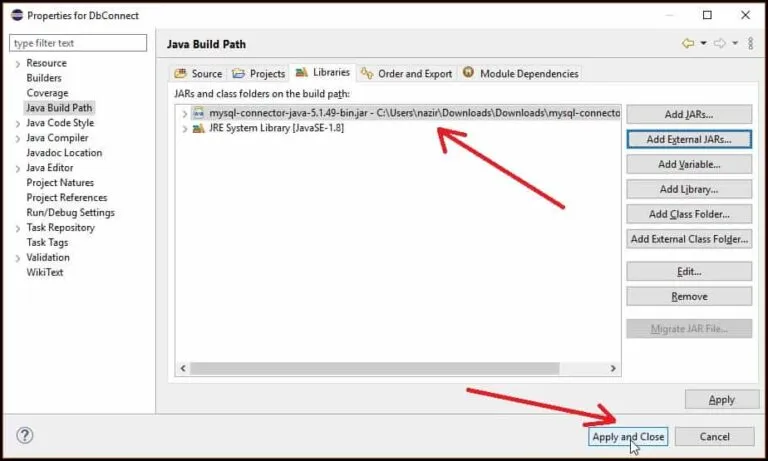 Properties for DbConnect
type filter text
Resource
Builders
Coverage
Java Build Path
Java Code Style
Java Compiler
Javadoc Location
Java Editor
Project Natures
Project References
Run/Debug Settings
Task Repository
Task Tags
Validation
WikiText
Java Build Path
Source
Projects
Libraries
Order and Export
Module Dependencies
JARs and class folders on the build path:
mysql-connector-java-5.1.49-bin.jar - C:\Users\nazir\Downloads\Downloads\mysql-connecto
JRE System Library [JavaSE-1.8]
Add JARs...
Add External JARs...
Add Variable...
Add Library...
Add Class Folder...
Add External Class Folder...
Edit...
Remove
Migrate JAR File...
Apply
?
Apply and Close
Cancel